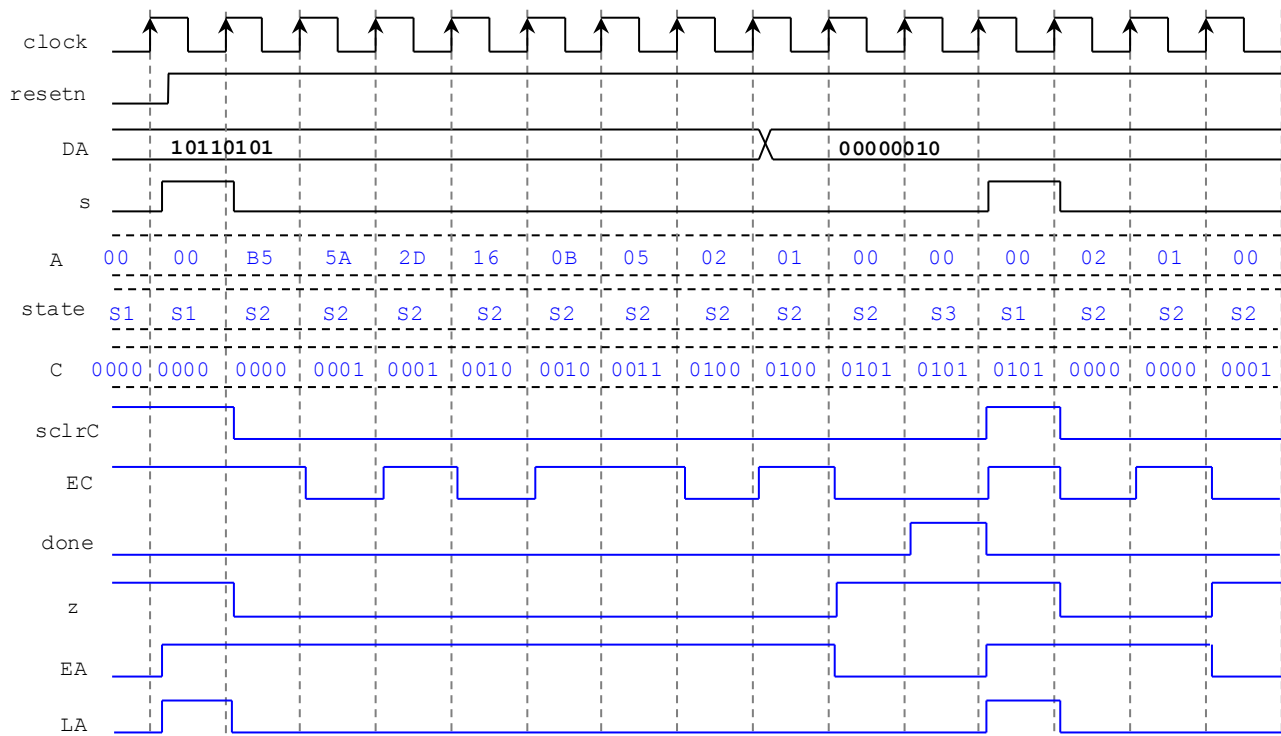 clock
resetn
DA 10110101 00000010
s
A 00 00 B5 5A 2D 16 0B 05 02 01 00 00 00 02 01 00
state S1 S1 S2 S2 S2 S2 S2 S2 S2 S2 S2 S3 S1 S2 S2 S2
C 0000 0000 0000 0001 0001 0010 0010 0011 0100 0100 0101 0101 0101 0000 0000 0001
sclrC
EC
done
z
EA
LA